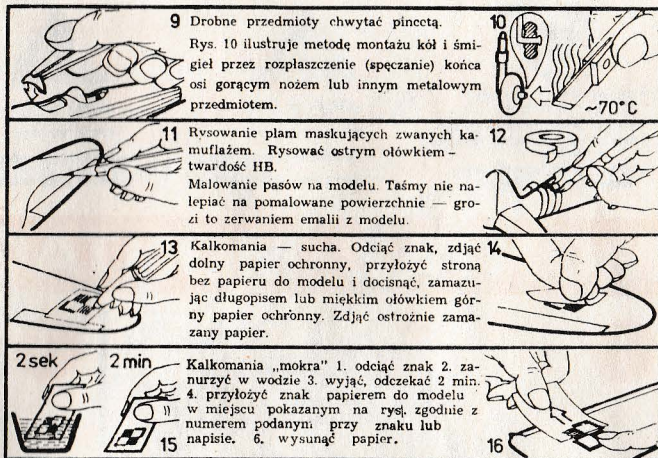 9 Drobne przedmioty chwytać pincetą.
Rys. 10 ilustruje metodę montażu kół i śmi-
gieł przez rozpłaszczenie (spęczanie) końca
osi gorącym nożem lub innym metalowym
przedmiotem.
10
~70°C
11 Rysowanie plam maskujących zwanych ka-
muflażem. Rysować ostrym ołówkiem –
twardość HB.
Malowanie pasów na modelu. Taśmy nie na-
lepiać na pomalowane powierzchnie — gro-
zi to zerwaniem emalii z modelu.
12
13 Kalkomania — sucha. Odciąć znak, zdjąć
dolny papier ochronny, przyłożyć stroną
bez papieru do modelu i docisnąć, zamazu-
jąc długopisem lub miękkim ołówkiem gór-
ny papier ochronny. Zdjąć ostrożnie zama-
zany papier.
14
2 sek 2 min
15
Kalkomania „mokra" 1. odciąć znak 2. za-
nurzyć w wodzie 3. wyjąć, odczekać 2 min.
4. przyłożyć znak papierem do modelu
w miejscu pokazanym na rys. zgodnie z
numerem podanym przy znaku lub
napisie. 6. wysunąć papier.
16